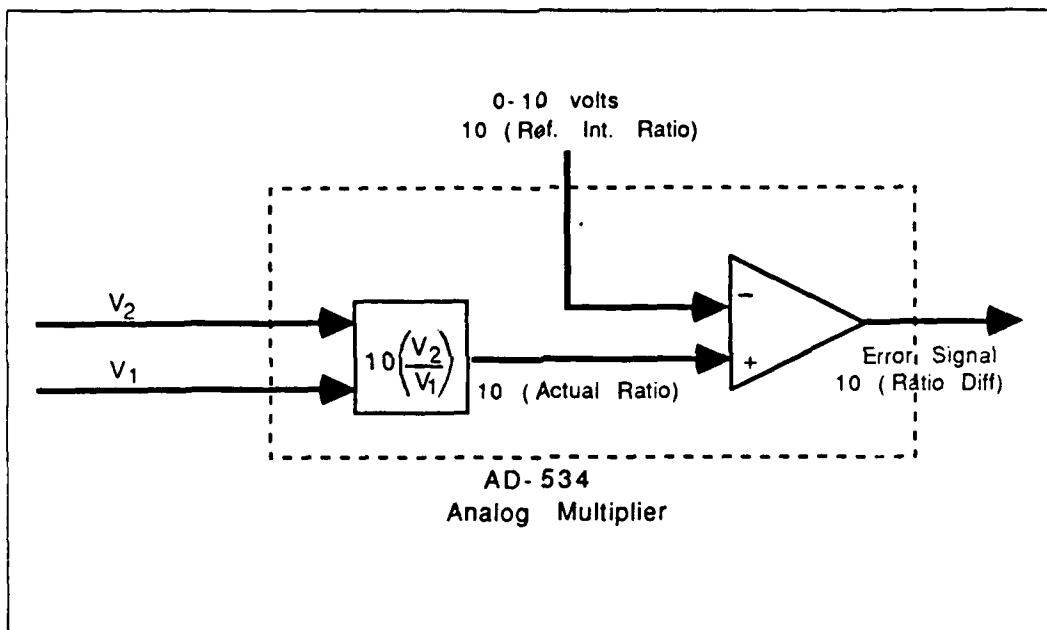 0-10 volts
10 (Ref. Int. Ratio)
V2
V1
10(V2/V1)
10 (Actual Ratio)
−
+
Error Signal
10 (Ratio Diff)
AD-534
Analog Multiplier